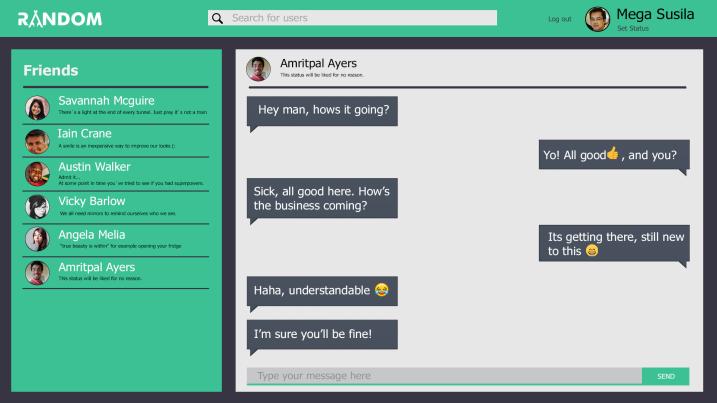 RANDOM
Search for users
Log out
Mega Susila
Set Status
Friends
Savannah Mcguire
There's a light at the end of every tunnel. Just pray it's not a train
Iain Crane
A smile is an inexpensive way to improve our looks (:
Austin Walker
Admit it...
At some point in time you've tried to see if you had superpowers.
Vicky Barlow
We all need mirrors to remind ourselves who we are.
Angela Melia
"true beauty is within" for example opening your fridge
Amritpal Ayers
This status will be liked for no reason.
Amritpal Ayers
This status will be liked for no reason.
Hey man, hows it going?
Yo! All good👍, and you?
Sick, all good here. How's
the business coming?
Its getting there, still new
to this 😄
Haha, understandable 😂
I'm sure you'll be fine!
Type your message here
SEND